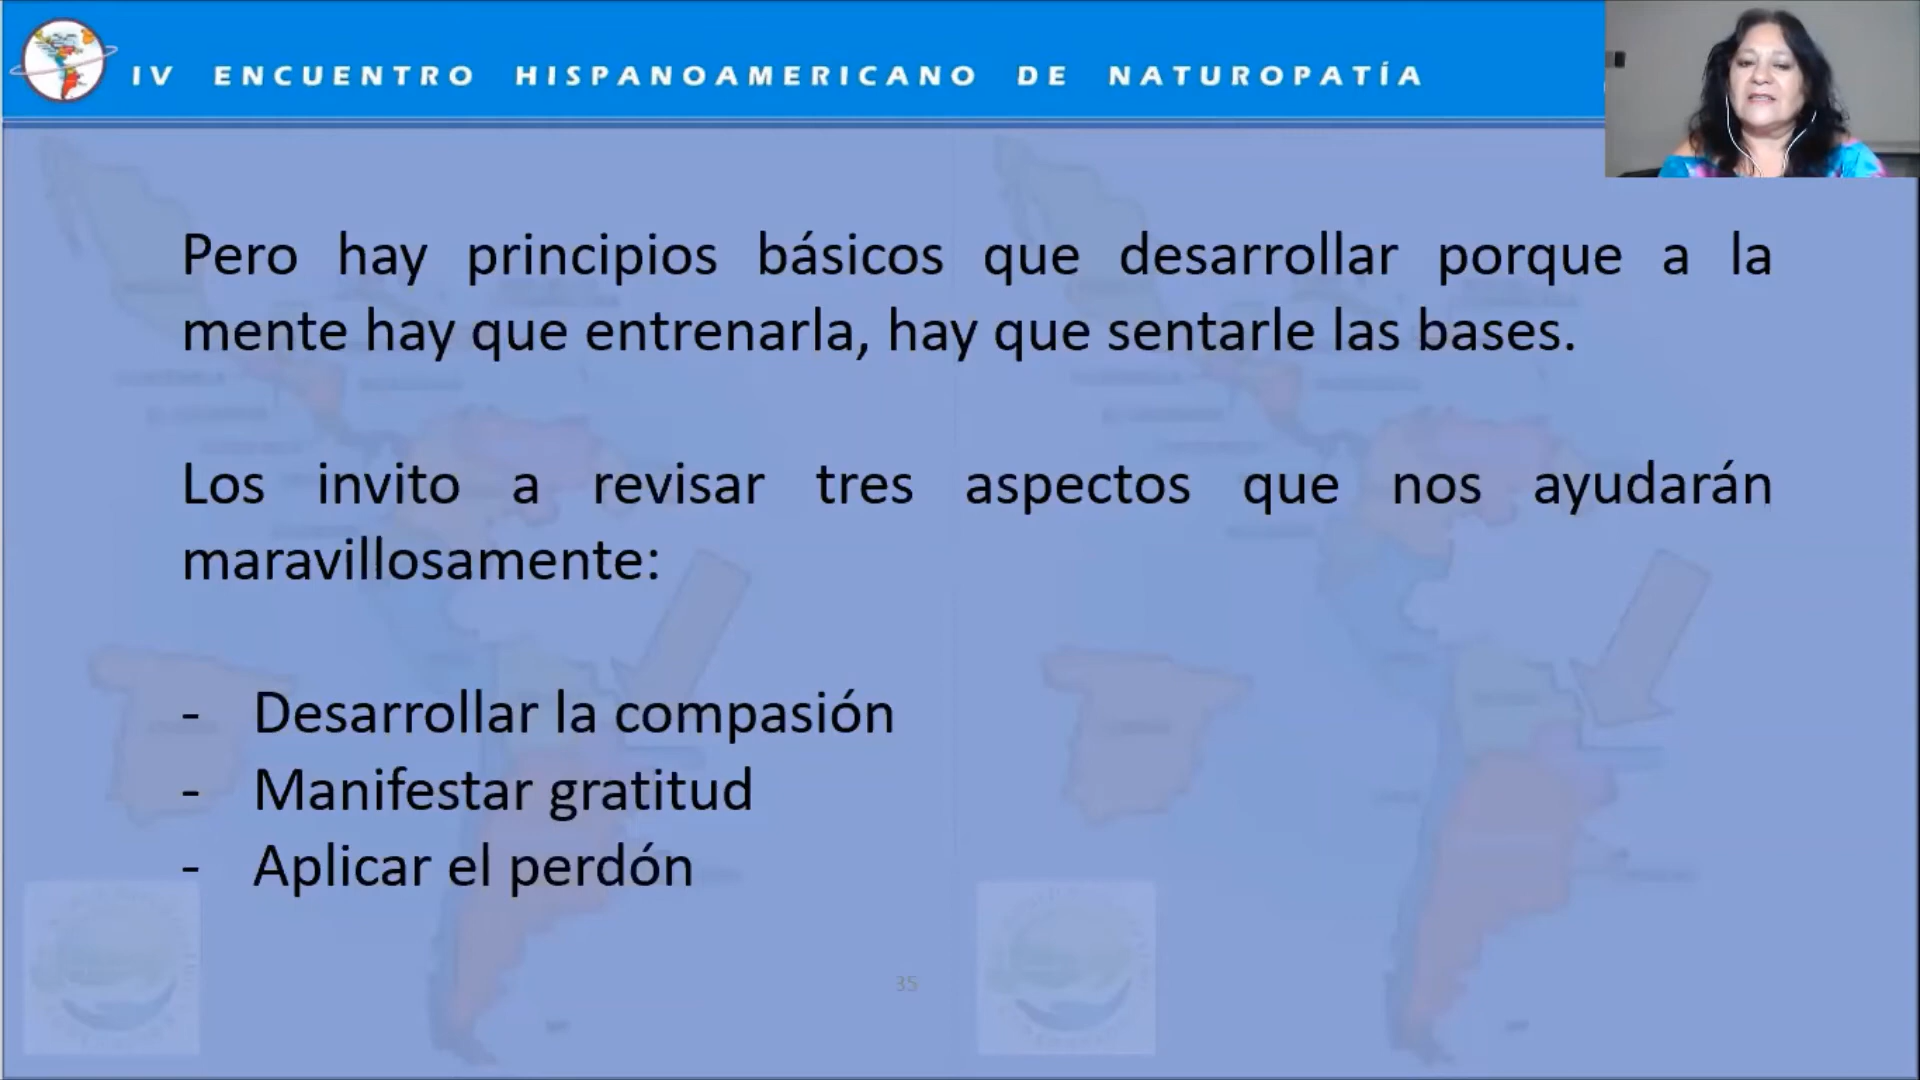 IV ENCUENTRO HISPANOAMERICANO DE NATUROPATÍA
Pero hay principios básicos que desarrollar porque a la
mente hay que entrenarla, hay que sentarle las bases.
Los invito a revisar tres aspectos que nos ayudarán
maravillosamente:
- Desarrollar la compasión
- Manifestar gratitud
- Aplicar el perdón
35